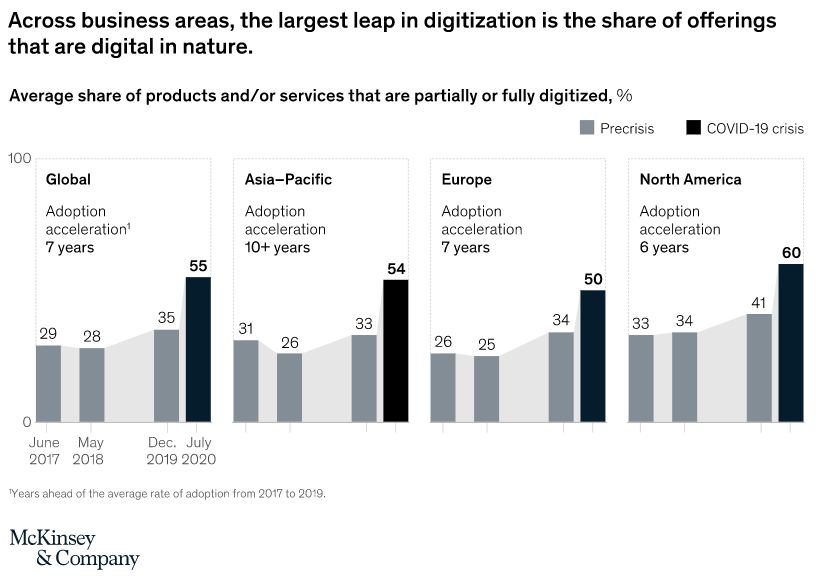 Across business areas, the largest leap in digitization is the share of offerings
that are digital in nature.
Average share of products and/or services that are partially or fully digitized, %
Precrisis
COVID-19 crisis
100
0
Global
Adoption
acceleration¹
7 years
29
28
35
55
June
2017
May
2018
Dec.
2019
July
2020
Asia–Pacific
Adoption
acceleration
10+ years
31
26
33
54
Europe
Adoption
acceleration
7 years
26
25
34
50
North America
Adoption
acceleration
6 years
33
34
41
60
¹Years ahead of the average rate of adoption from 2017 to 2019.
McKinsey
& Company